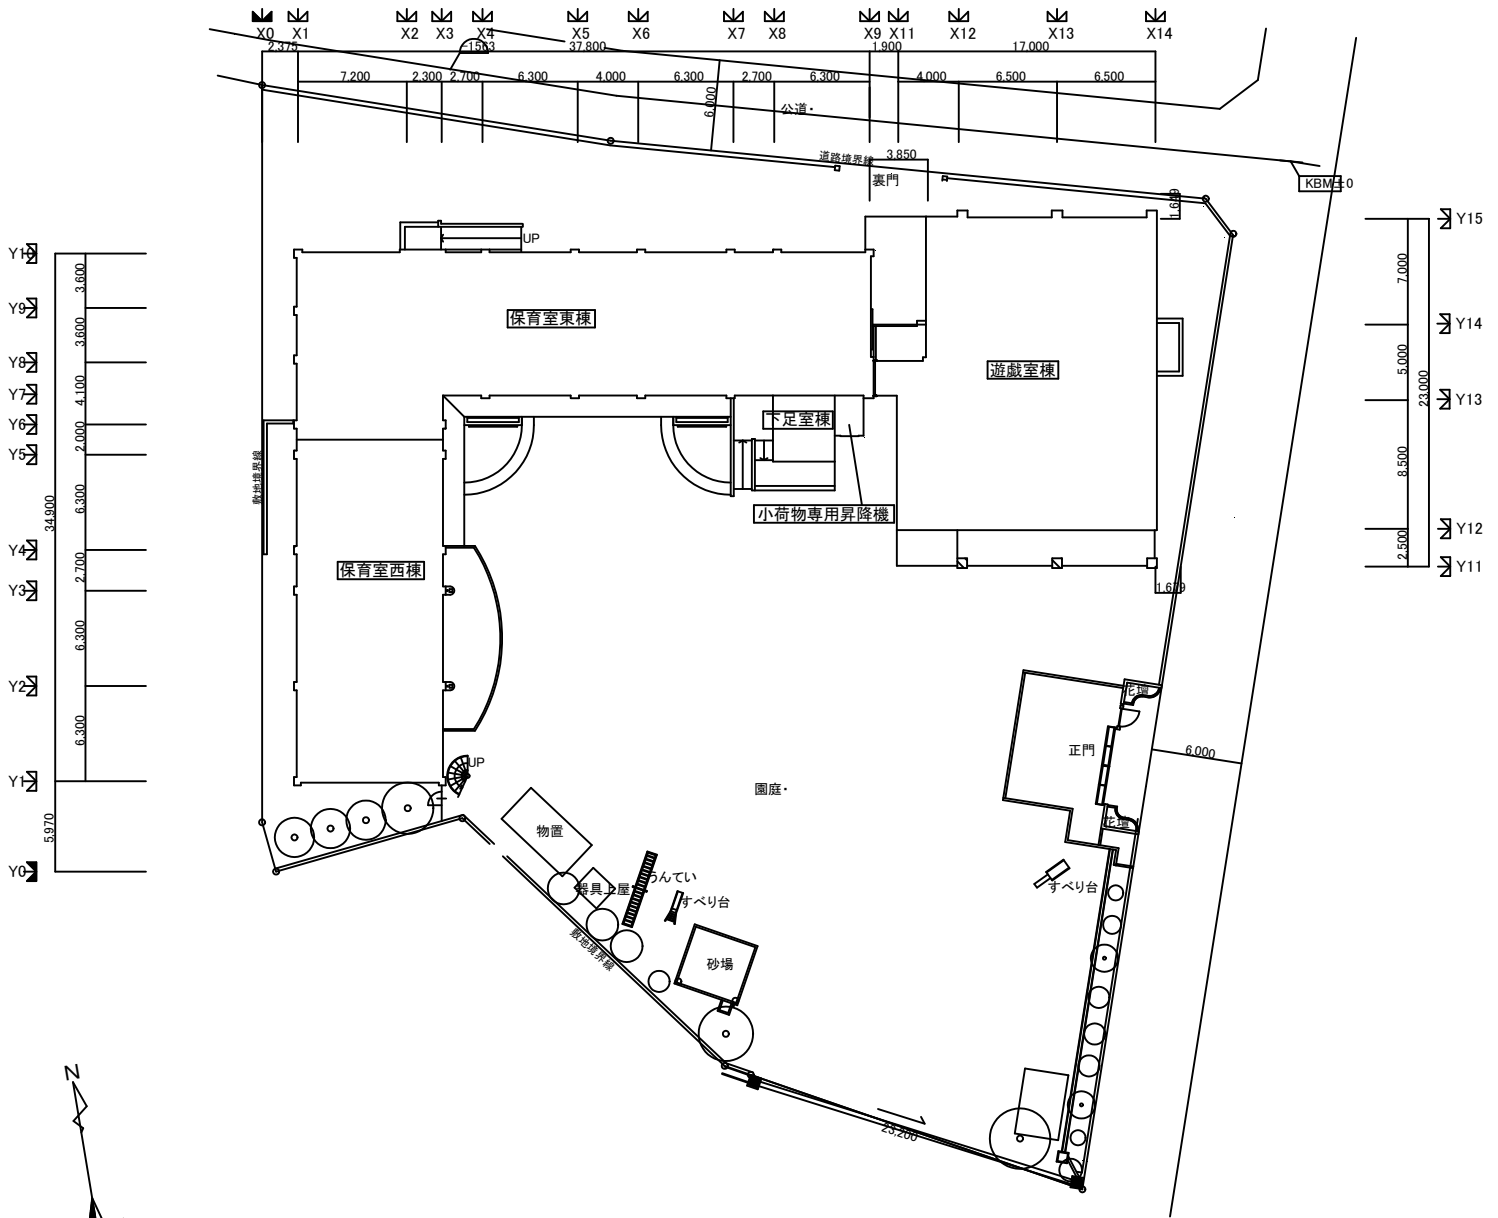 X0 X1 X2 X3 X4 X5 X6 X7 X8 X9 X11 X12 X13 X14
2.375 -1563 37.800 1.900 17.000
7.200 2.300 2.700 6.300 4.000 6.300 2.700 6.300 4.000 6.500 6.500
6.000
公道・
道路境界線
3.850
裏門
KBM±0
1.649
UP
Y10
Y9
Y8
Y7
Y6
Y5
Y4
Y3
Y2
Y1
Y0
3.600
3.600
4.100
2.000
6.300
2.700
6.300
6.300
34.900
5.970
Y15
Y14
Y13
Y12
Y11
7.000
5.000
8.500
2.500
23.000
保育室東棟
遊戯室棟
下足室棟
敷地境界線
小荷物専用昇降機
保育室西棟
花壇
正門
6.000
UP
園庭・
花壇
物置
うんてい
器具上屋・
すべり台
すべり台
敷地境界線
砂場
23,200
N